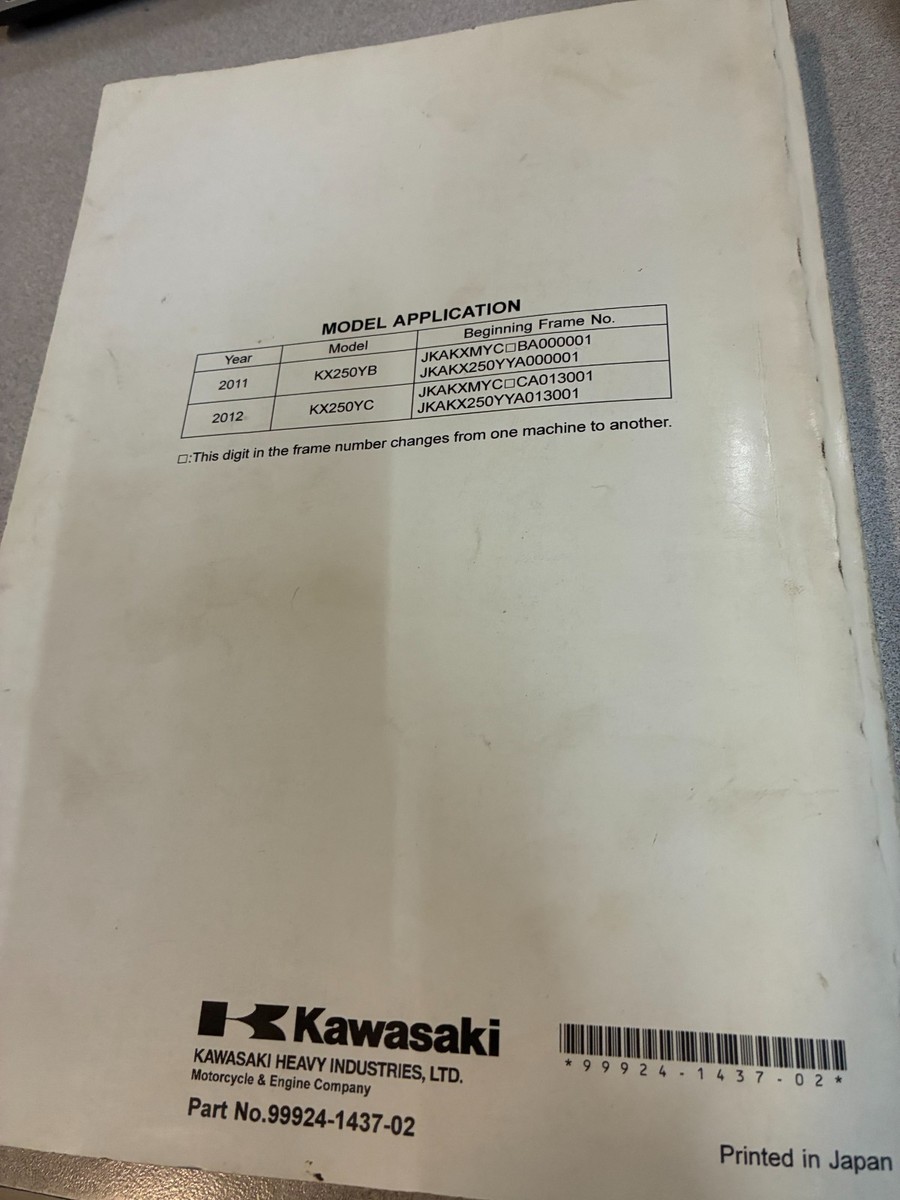 MODEL APPLICATION
Year Model Beginning Frame No.
2011 KX250YB JKAKXMYC□BA000001
JKAKX250YYA000001
2012 KX250YC JKAKXMYC□CA013001
JKAKX250YYA013001
□:This digit in the frame number changes from one machine to another.
Kawasaki
KAWASAKI HEAVY INDUSTRIES, LTD.
Motorcycle & Engine Company
Part No.99924-1437-02
*99924-1437-02*
Printed in Japan